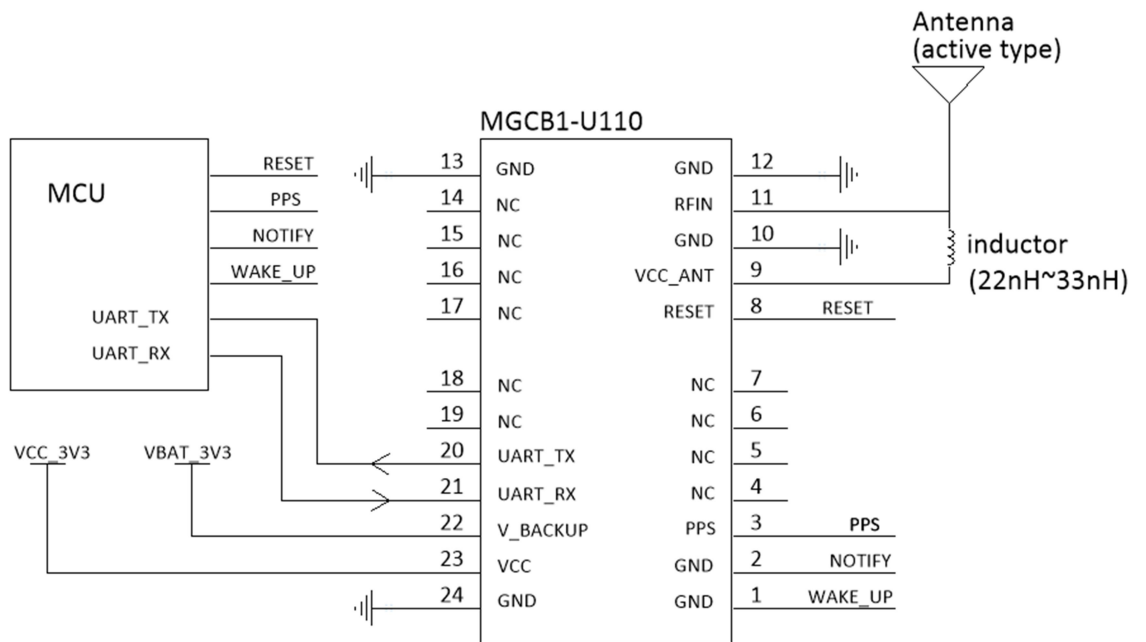 Antenna
(active type)
MGCB1-U110
MCU
RESET
PPS
NOTIFY
WAKE_UP
UART_TX
UART_RX
VCC_3V3
VBAT_3V3
13 GND
14 NC
15 NC
16 NC
17 NC
18 NC
19 NC
20 UART_TX
21 UART_RX
22 V_BACKUP
23 VCC
24 GND
GND 12
RFIN 11
GND 10
VCC_ANT 9
RESET 8 RESET
NC 7
NC 6
NC 5
NC 4
PPS 3 PPS
GND 2 NOTIFY
GND 1 WAKE_UP
inductor
(22nH~33nH)